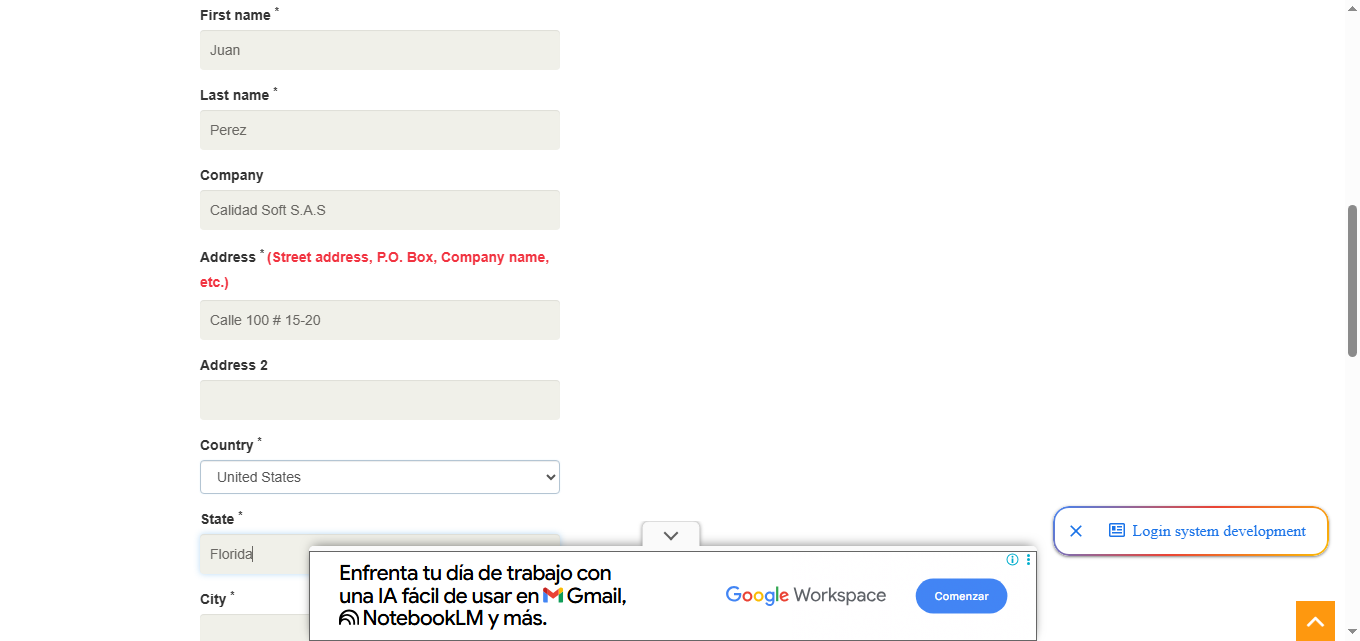 First name *
Juan
Last name *
Perez
Company
Calidad Soft S.A.S
Address * (Street address, P.O. Box, Company name,
etc.)
Calle 100 # 15-20
Address 2
Country *
United States
State *
Florida
City *
Enfrenta tu día de trabajo con
una IA fácil de usar en Gmail,
NotebookLM y más.
Google Workspace
Comenzar
Login system development